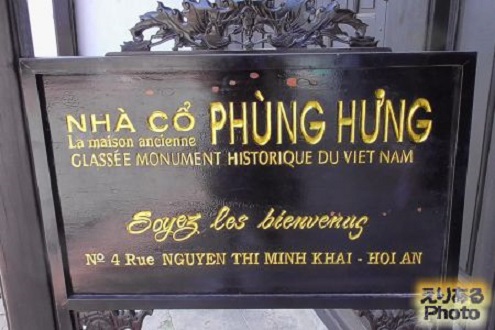 NHÀ CỔ PHÙNG HƯNG
La maison ancienne
CLASSÉE MONUMENT HISTORIQUE DU VIET NAM
Soyez les bienvenus
Nº 4 Rue NGUYEN THI MINH KHAI - HOI AN
えりある
Photo